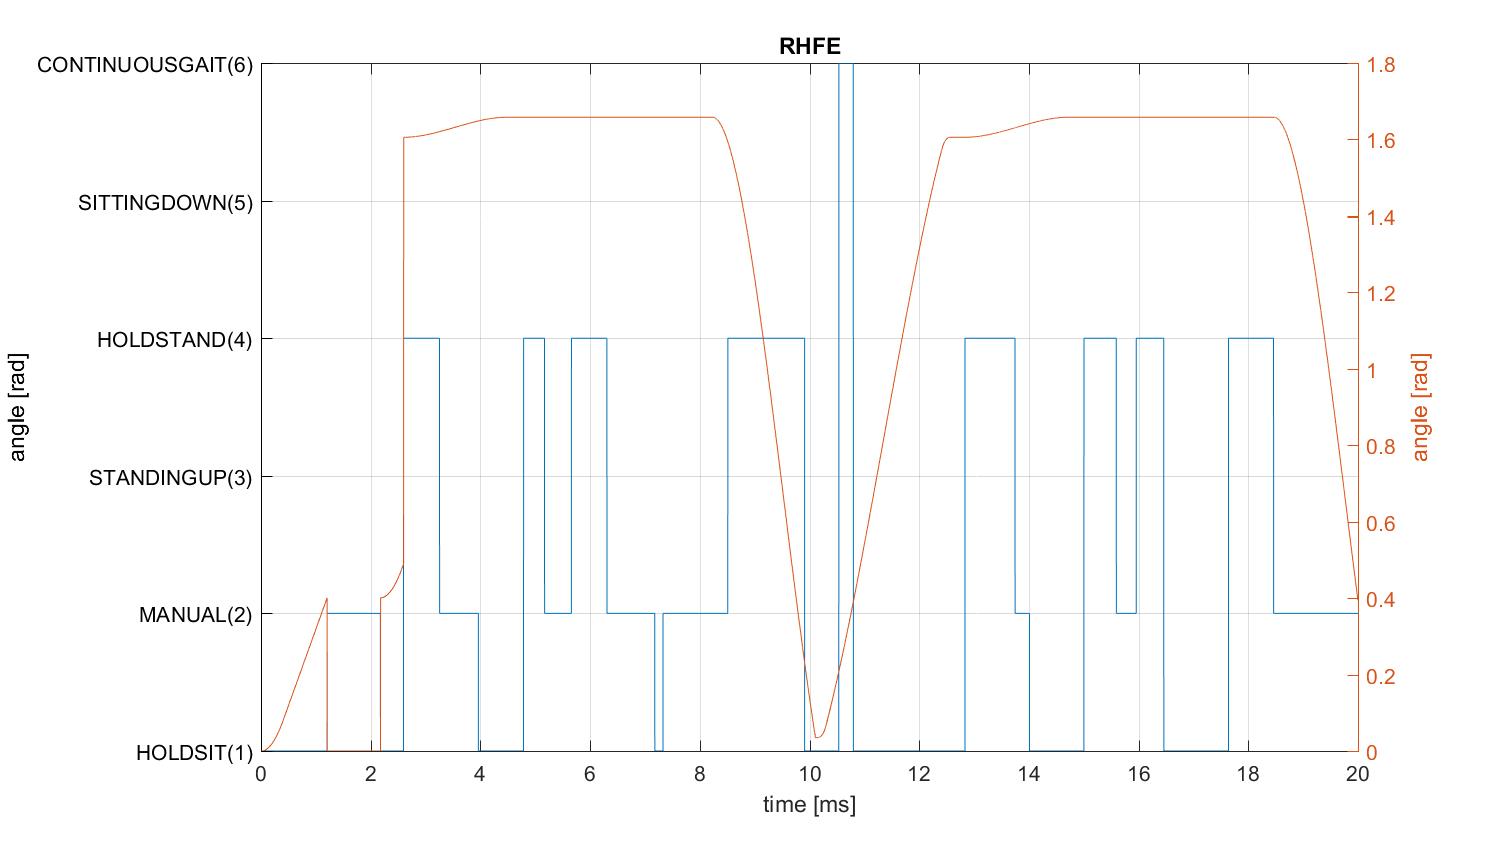 RHFE
CONTINUOUSGAIT(6)
SITTINGDOWN(5)
HOLDSTAND(4)
STANDINGUP(3)
MANUAL(2)
HOLDSIT(1)
angle [rad]
1.8
1.6
1.4
1.2
1
0.8
0.6
0.4
0.2
0
angle [rad]
0 2 4 6 8 10 12 14 16 18 20
time [ms]